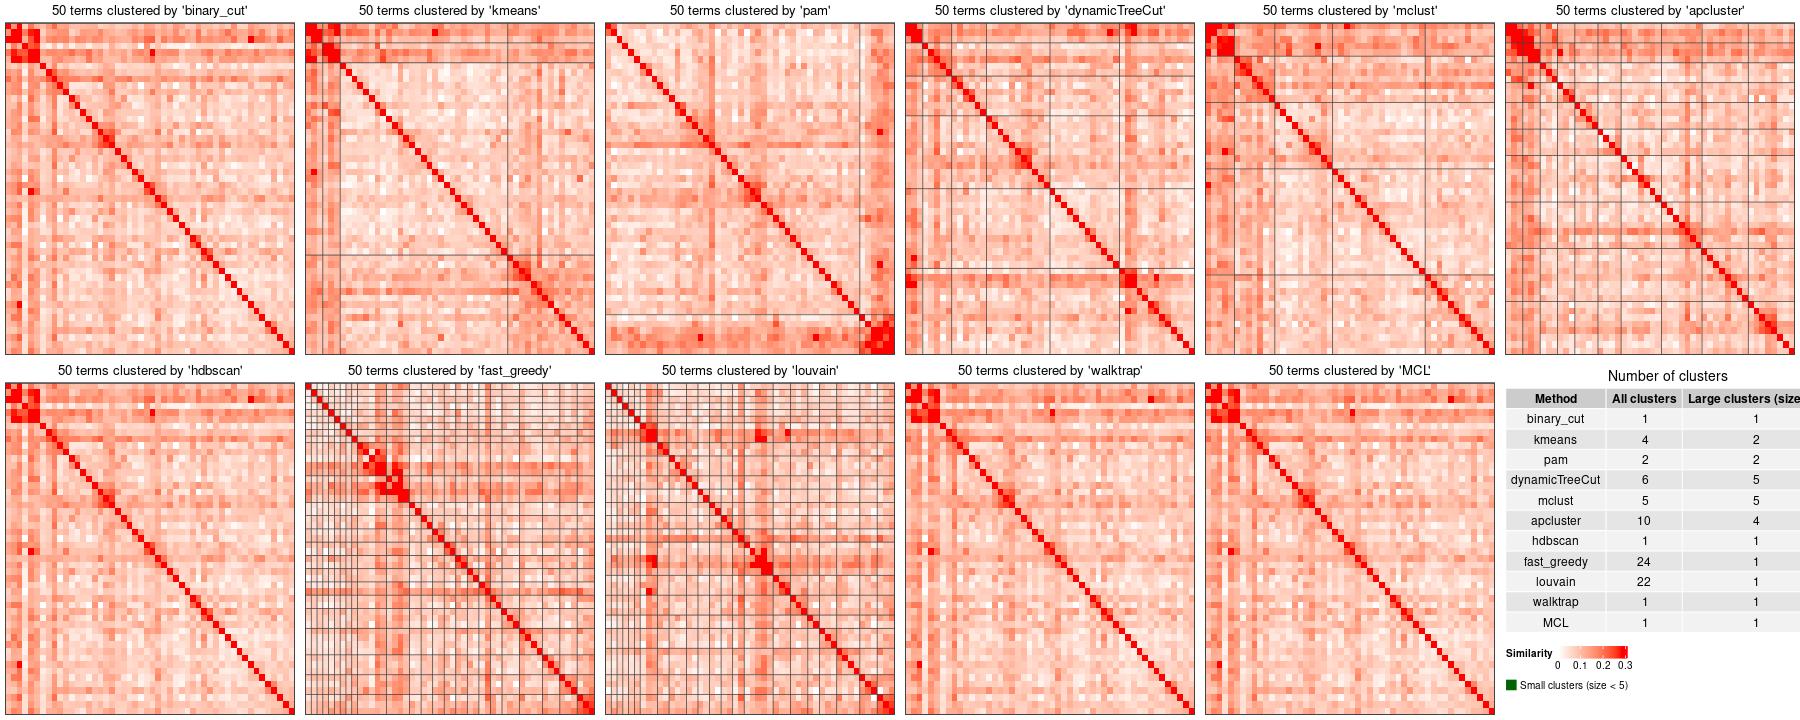 50 terms clustered by 'binary_cut'
50 terms clustered by 'kmeans'
50 terms clustered by 'pam'
50 terms clustered by 'dynamicTreeCut'
50 terms clustered by 'mclust'
50 terms clustered by 'apcluster'
50 terms clustered by 'hdbscan'
50 terms clustered by 'fast_greedy'
50 terms clustered by 'louvain'
50 terms clustered by 'walktrap'
50 terms clustered by 'MCL'
Number of clusters
Method All clusters Large clusters (size
binary_cut 1 1
kmeans 4 2
pam 2 2
dynamicTreeCut 6 5
mclust 5 5
apcluster 10 4
hdbscan 1 1
fast_greedy 24 1
louvain 22 1
walktrap 1 1
MCL 1 1
Similarity
0 0.1 0.2 0.3
Small clusters (size < 5)